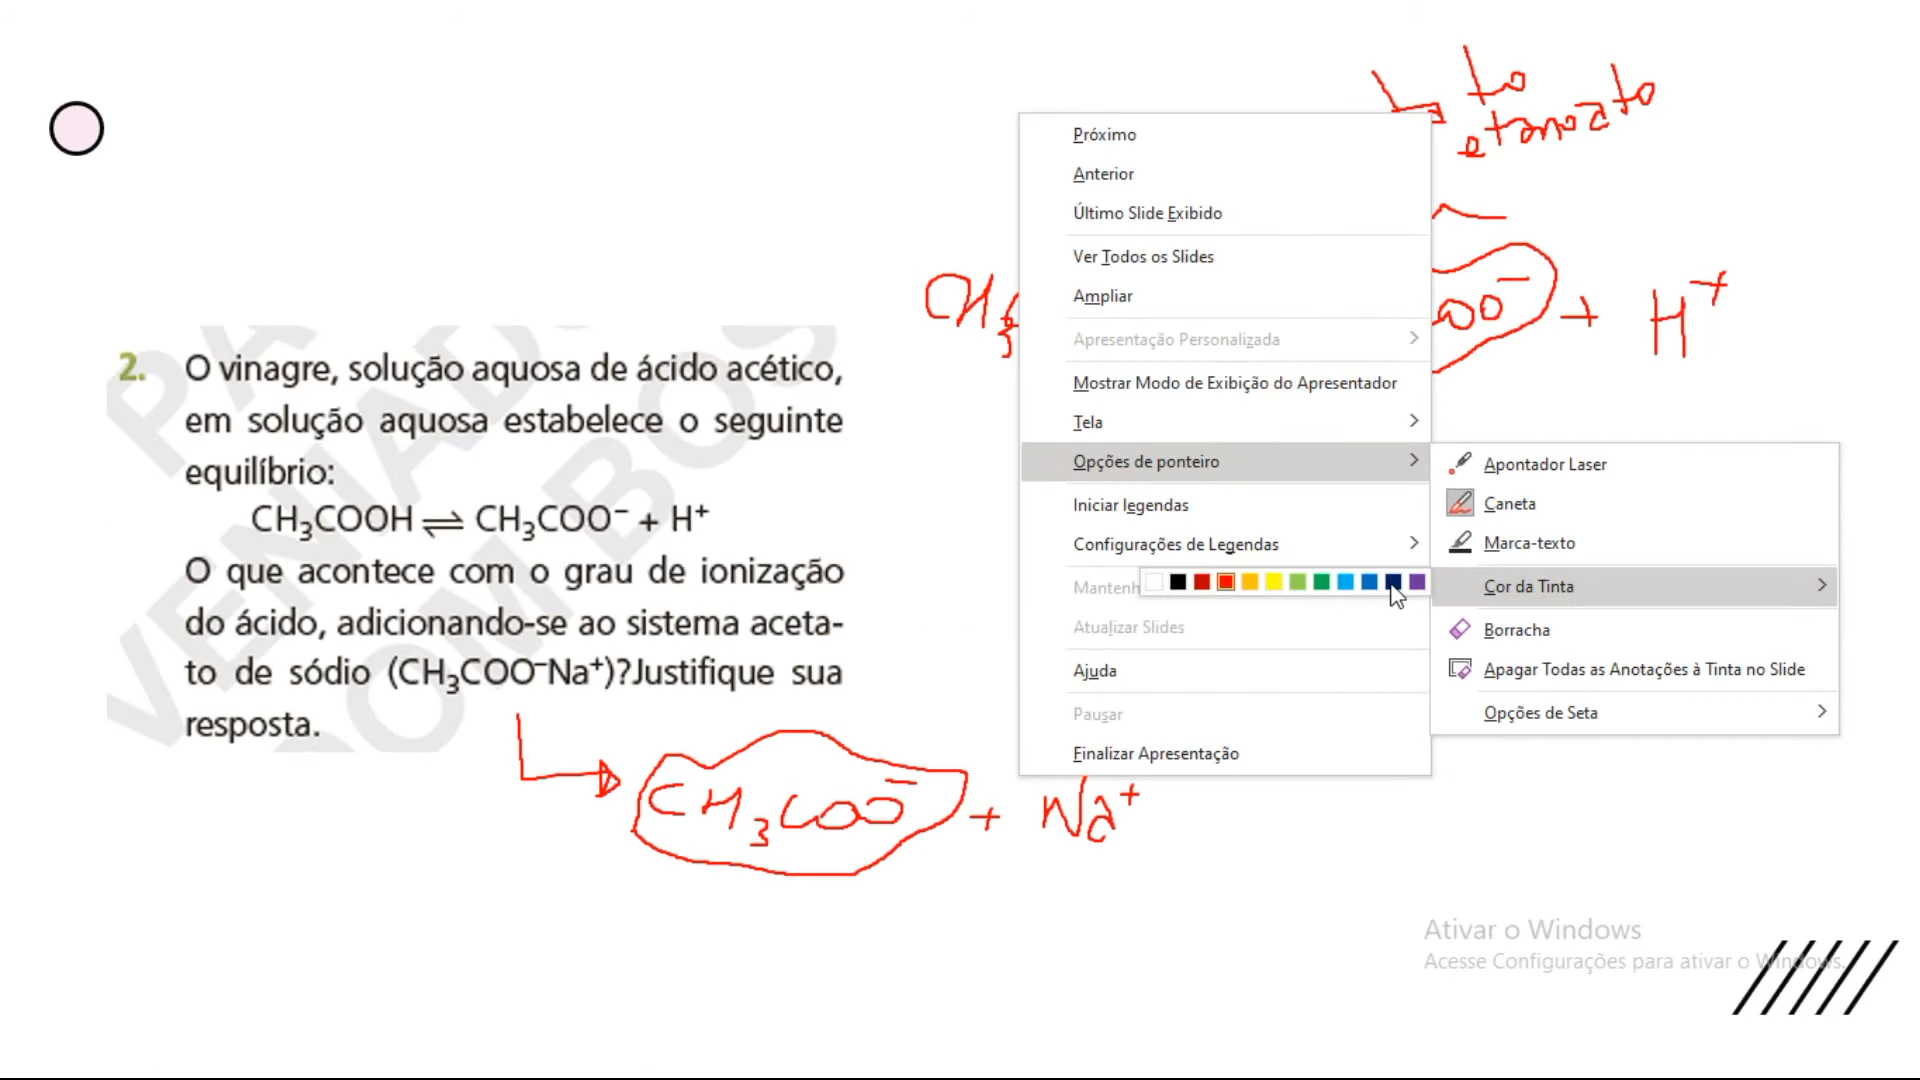 to
etanoato
CH3
COO⁻ + H⁺
2. O vinagre, solução aquosa de ácido acético,
em solução aquosa estabelece o seguinte
equilíbrio:
CH₃COOH ⇌ CH₃COO⁻ + H⁺
O que acontece com o grau de ionização
do ácido, adicionando-se ao sistema aceta-
to de sódio (CH₃COO⁻Na⁺)?Justifique sua
resposta.
CH₃COO⁻ + Na⁺
Próximo
Anterior
Último Slide Exibido
Ver Todos os Slides
Ampliar
Apresentação Personalizada
Mostrar Modo de Exibição do Apresentador
Tela
Opções de ponteiro
Iniciar legendas
Configurações de Legendas
Mantenh
Atualizar Slides
Ajuda
Pausar
Finalizar Apresentação
Apontador Laser
Caneta
Marca-texto
Cor da Tinta
Borracha
Apagar Todas as Anotações à Tinta no Slide
Opções de Seta
Ativar o Windows
Acesse Configurações para ativar o Windows.